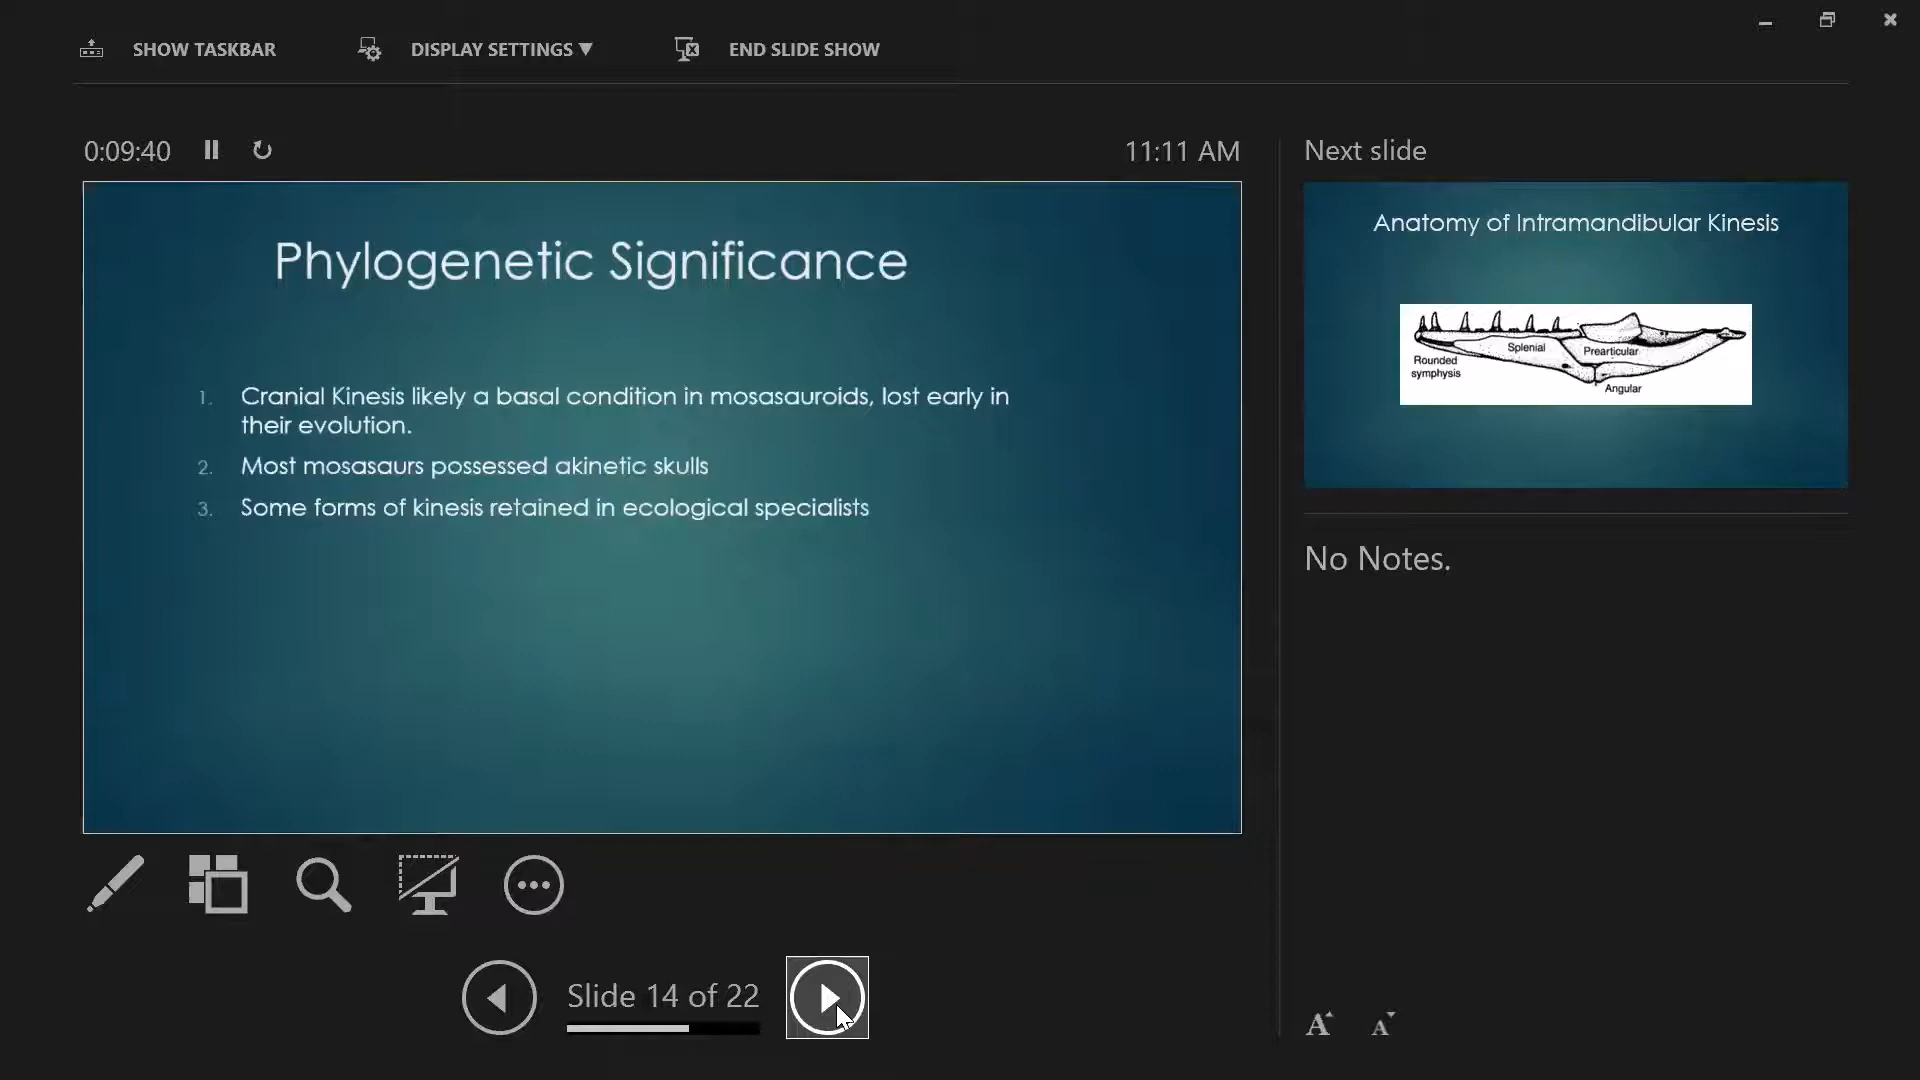 SHOW TASKBAR
DISPLAY SETTINGS ▼
END SLIDE SHOW
0:09:40
11:11 AM
Next slide
Phylogenetic Significance
1. Cranial Kinesis likely a basal condition in mosasauroids, lost early in
their evolution.
2. Most mosasaurs possessed akinetic skulls
3. Some forms of kinesis retained in ecological specialists
Anatomy of Intramandibular Kinesis
Splenial
Prearticular
Rounded
symphysis
Angular
No Notes.
Slide 14 of 22
A
A